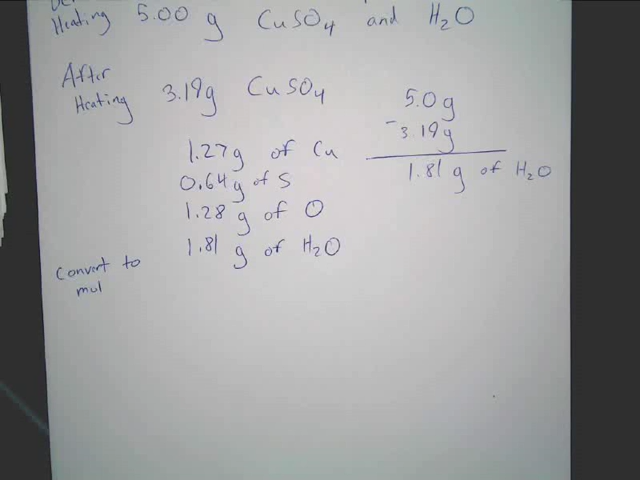 Heating 5.00 g CuSO4 and H2O
After
Heating 3.19g CuSO4
5.0g
- 3.19g
1.81 g of H2O
1.27g of Cu
0.64g of S
1.28 g of O
1.81 g of H2O
Convert to
mol